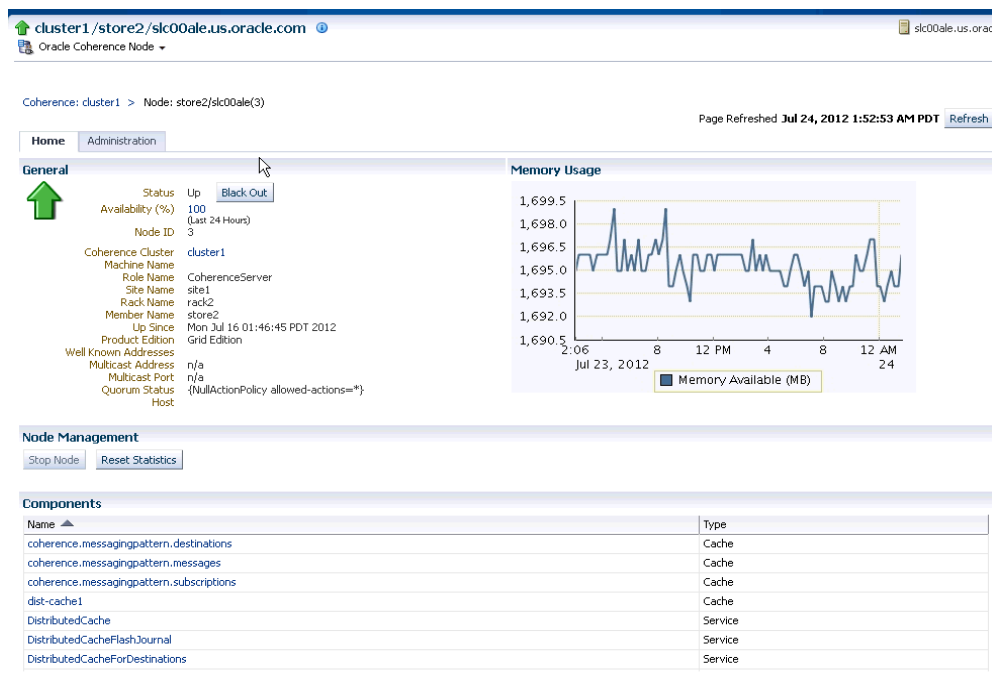 cluster1/store2/slc00ale.us.oracle.com
slc00ale.us.orac
Oracle Coherence Node
Coherence: cluster1 > Node: store2/slc00ale(3)
Page Refreshed Jul 24, 2012 1:52:53 AM PDT Refresh
Home Administration
General
Status Up Black Out
Availability (%) 100
(Last 24 Hours)
Node ID 3
Coherence Cluster cluster1
Machine Name
Role Name CoherenceServer
Site Name site1
Rack Name rack2
Member Name store2
Up Since Mon Jul 16 01:46:45 PDT 2012
Product Edition Grid Edition
Well Known Addresses
Multicast Address n/a
Multicast Port n/a
Quorum Status {NullActionPolicy allowed-actions=*}
Host
Memory Usage
1,699.5
1,698.0
1,696.5
1,695.0
1,693.5
1,692.0
1,690.5
2:06 8 12 PM 4 8 12 AM
Jul 23, 2012 24
Memory Available (MB)
Node Management
Stop Node Reset Statistics
Components
Name Type
coherence.messagingpattern.destinations Cache
coherence.messagingpattern.messages Cache
coherence.messagingpattern.subscriptions Cache
dist-cache1 Cache
DistributedCache Service
DistributedCacheFlashJournal Service
DistributedCacheForDestinations Service